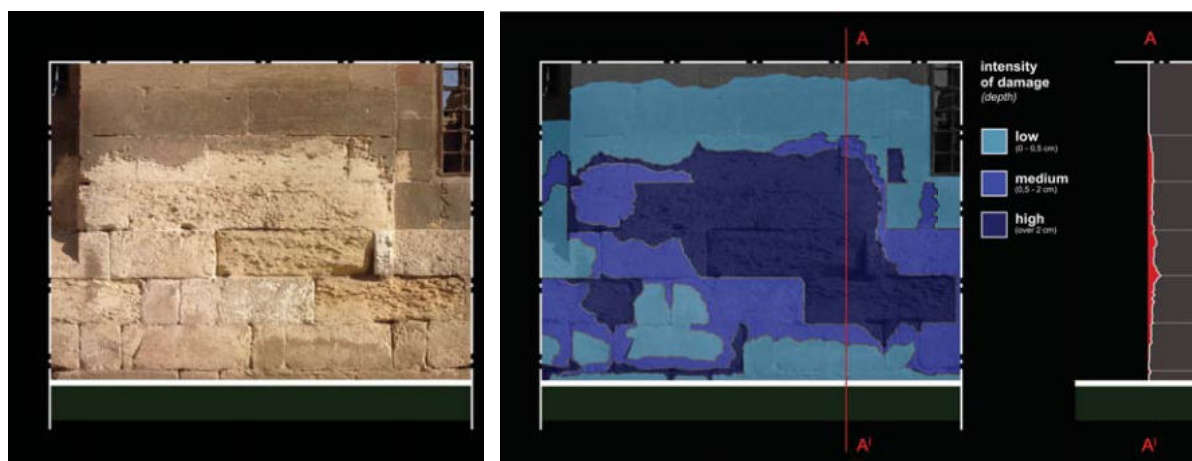 A
A
intensity
of damage
(depth)
low
(0 - 0,5 cm)
medium
(0,5 - 2 cm)
high
(over 2 cm)
A'
A'